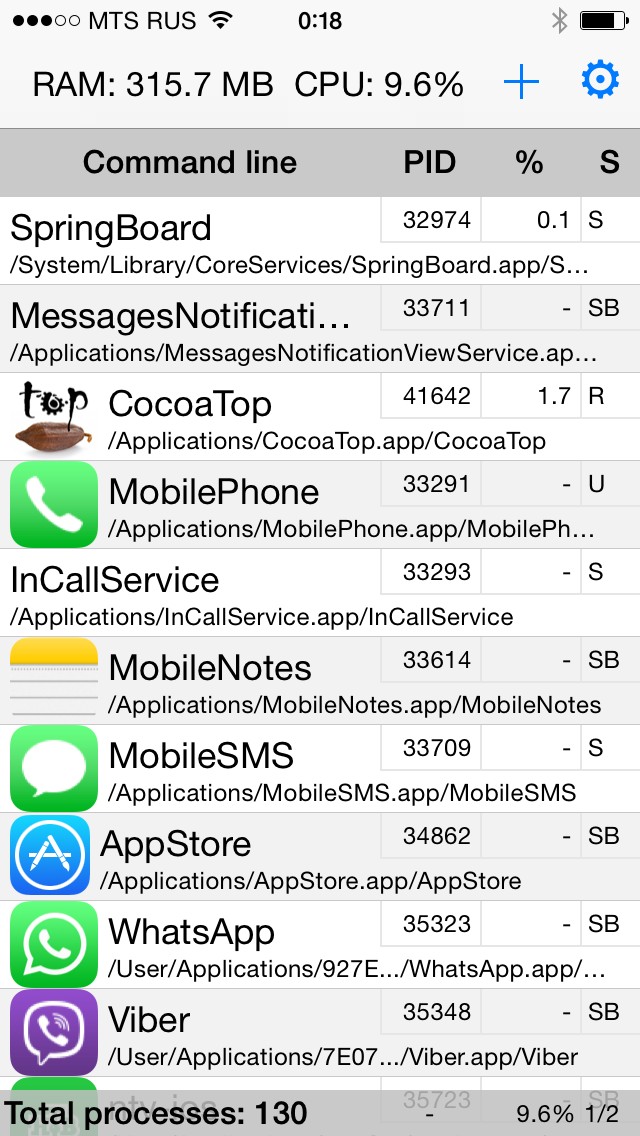 MTS RUS 0:18
RAM: 315.7 MB CPU: 9.6%
Command line PID % S
SpringBoard 32974 0.1 S
/System/Library/CoreServices/SpringBoard.app/S...
MessagesNotificati... 33711 - SB
/Applications/MessagesNotificationViewService.ap...
top
CocoaTop 41642 1.7 R
/Applications/CocoaTop.app/CocoaTop
MobilePhone 33291 - U
/Applications/MobilePhone.app/MobilePh...
InCallService 33293 - S
/Applications/InCallService.app/InCallService
MobileNotes 33614 - SB
/Applications/MobileNotes.app/MobileNotes
MobileSMS 33709 - S
/Applications/MobileSMS.app/MobileSMS
AppStore 34862 - SB
/Applications/AppStore.app/AppStore
WhatsApp 35323 - SB
/User/Applications/927E.../WhatsApp.app/...
Viber 35348 - SB
/User/Applications/7E07.../Viber.app/Viber
35723 SB
Total processes: 130 - 9.6% 1/2